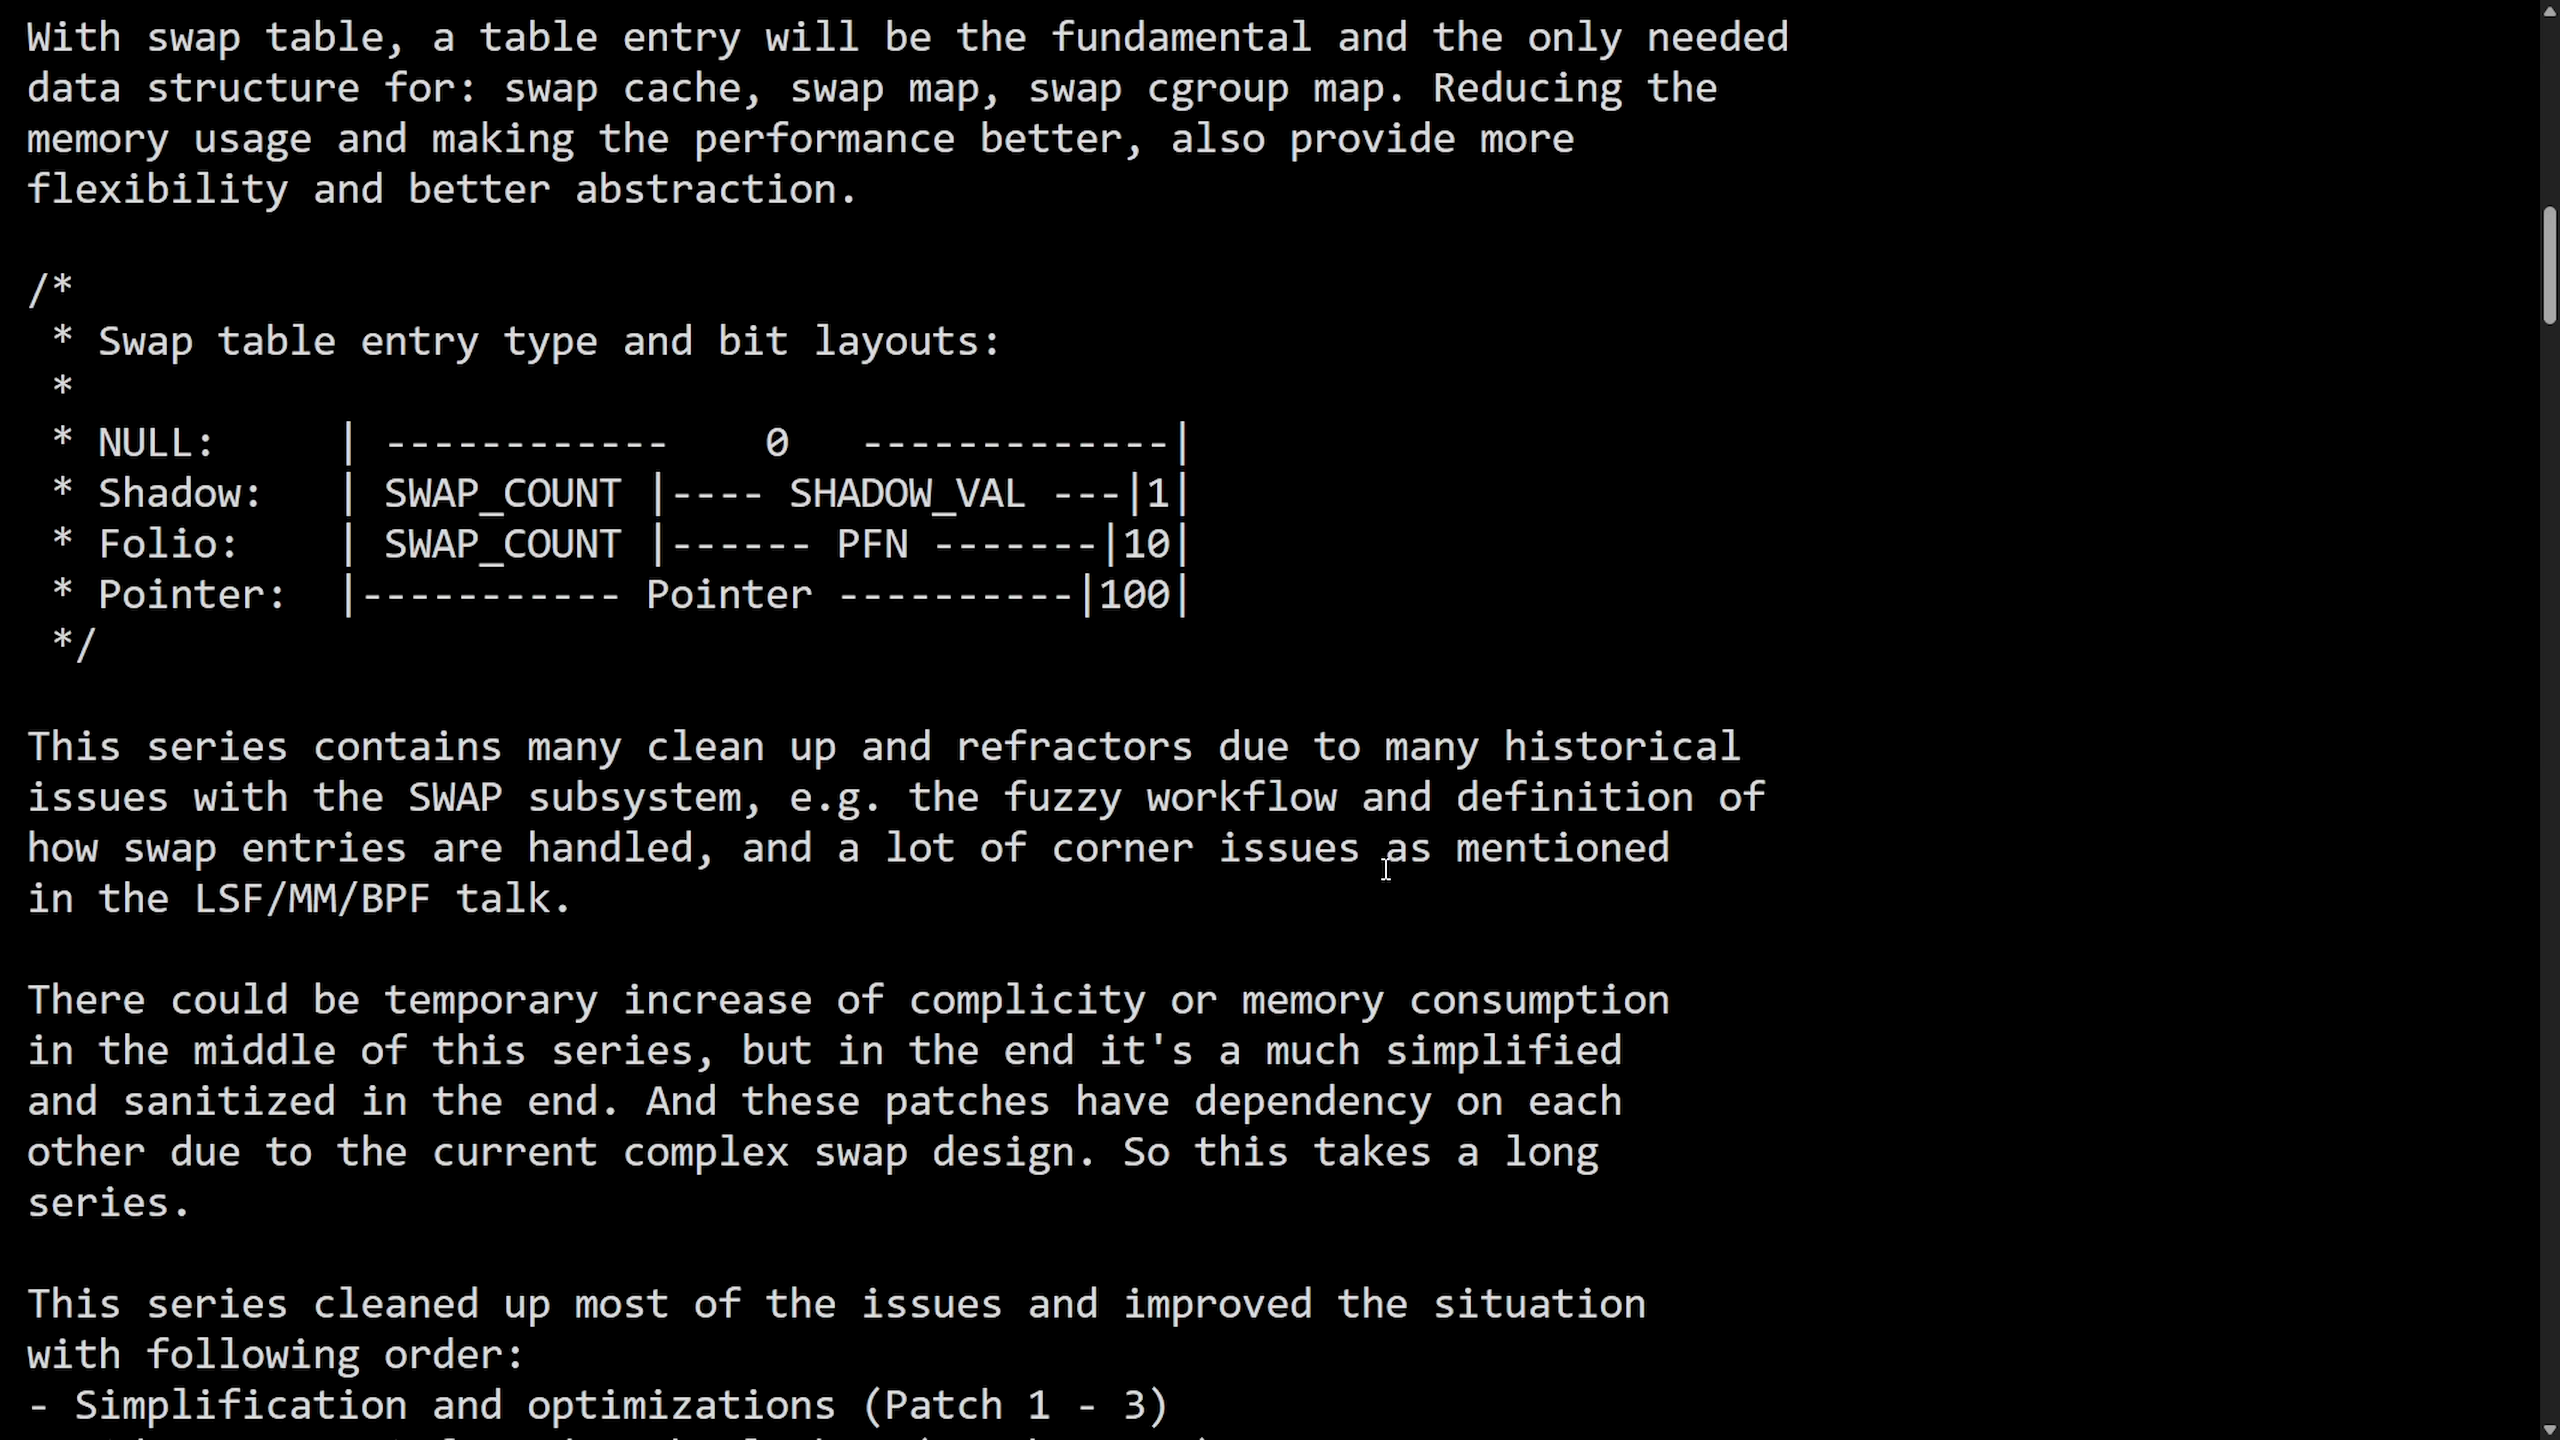 With swap table, a table entry will be the fundamental and the only needed
data structure for: swap cache, swap map, swap cgroup map. Reducing the
memory usage and making the performance better, also provide more
flexibility and better abstraction.
/*
 * Swap table entry type and bit layouts:
 *
 * NULL:     | ------------    0   -------------|
 * Shadow:   | SWAP_COUNT |---- SHADOW_VAL ---|1|
 * Folio:    | SWAP_COUNT |------ PFN -------|10|
 * Pointer:  |----------- Pointer ----------|100|
 */
This series contains many clean up and refractors due to many historical
issues with the SWAP subsystem, e.g. the fuzzy workflow and definition of
how swap entries are handled, and a lot of corner issues as mentioned
in the LSF/MM/BPF talk.
There could be temporary increase of complicity or memory consumption
in the middle of this series, but in the end it's a much simplified
and sanitized in the end. And these patches have dependency on each
other due to the current complex swap design. So this takes a long
series.
This series cleaned up most of the issues and improved the situation
with following order:
- Simplification and optimizations (Patch 1 - 3)